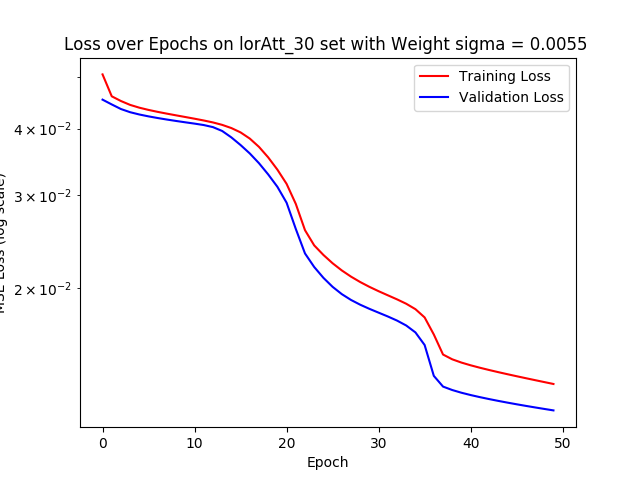 Loss over Epochs on lorAtt_30 set with Weight sigma = 0.0055
Training Loss
Validation Loss
4 × 10⁻²
3 × 10⁻²
2 × 10⁻²
MSE Loss (log scale)
0 10 20 30 40 50
Epoch